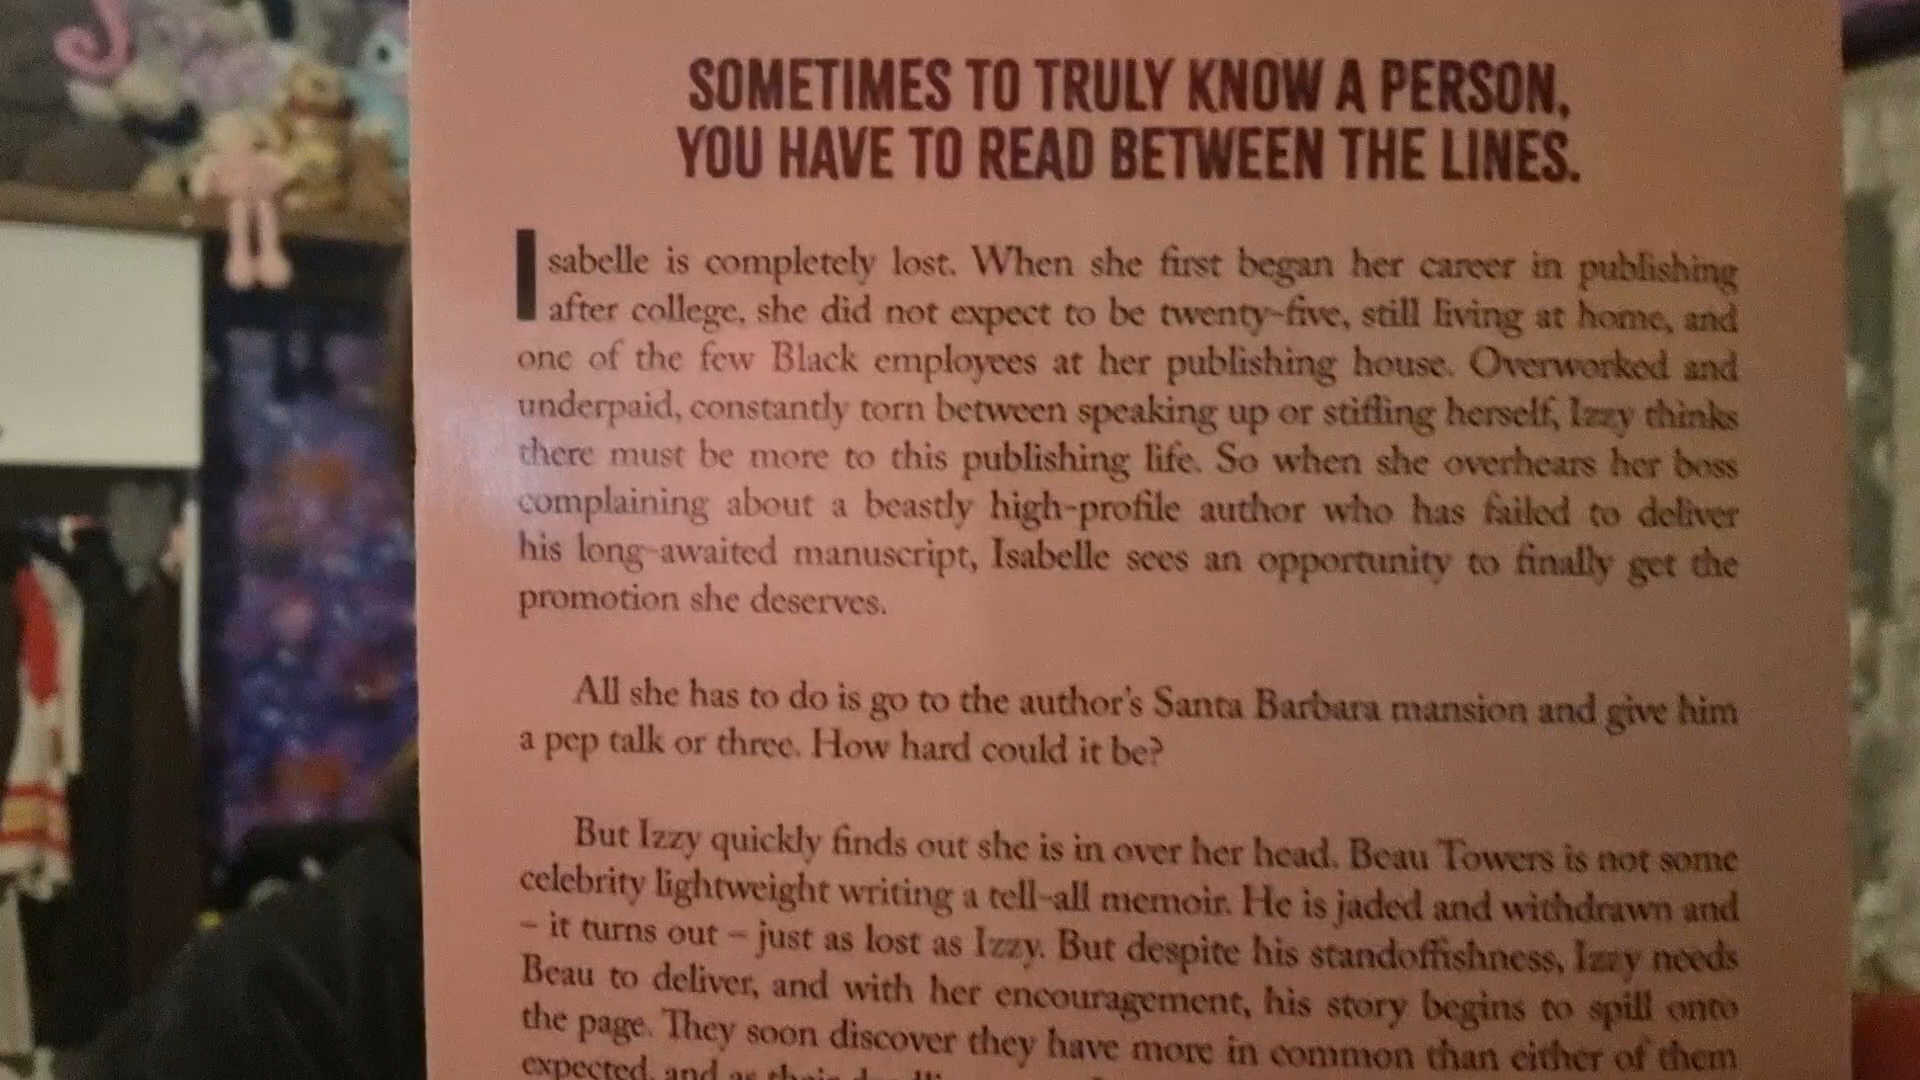 SOMETIMES TO TRULY KNOW A PERSON,
YOU HAVE TO READ BETWEEN THE LINES.
Isabelle is completely lost. When she first began her career in publishing
after college, she did not expect to be twenty-five, still living at home, and
one of the few Black employees at her publishing house. Overworked and
underpaid, constantly torn between speaking up or stifling herself, Izzy thinks
there must be more to this publishing life. So when she overhears her boss
complaining about a beastly high-profile author who has failed to deliver
his long-awaited manuscript, Isabelle sees an opportunity to finally get the
promotion she deserves.
All she has to do is go to the author's Santa Barbara mansion and give him
a pep talk or three. How hard could it be?
But Izzy quickly finds out she is in over her head. Beau Towers is not some
celebrity lightweight writing a tell-all memoir. He is jaded and withdrawn and
– it turns out – just as lost as Izzy. But despite his standoffishness, Izzy needs
Beau to deliver, and with her encouragement, his story begins to spill onto
the page. They soon discover they have more in common than either of them
expected, and as their